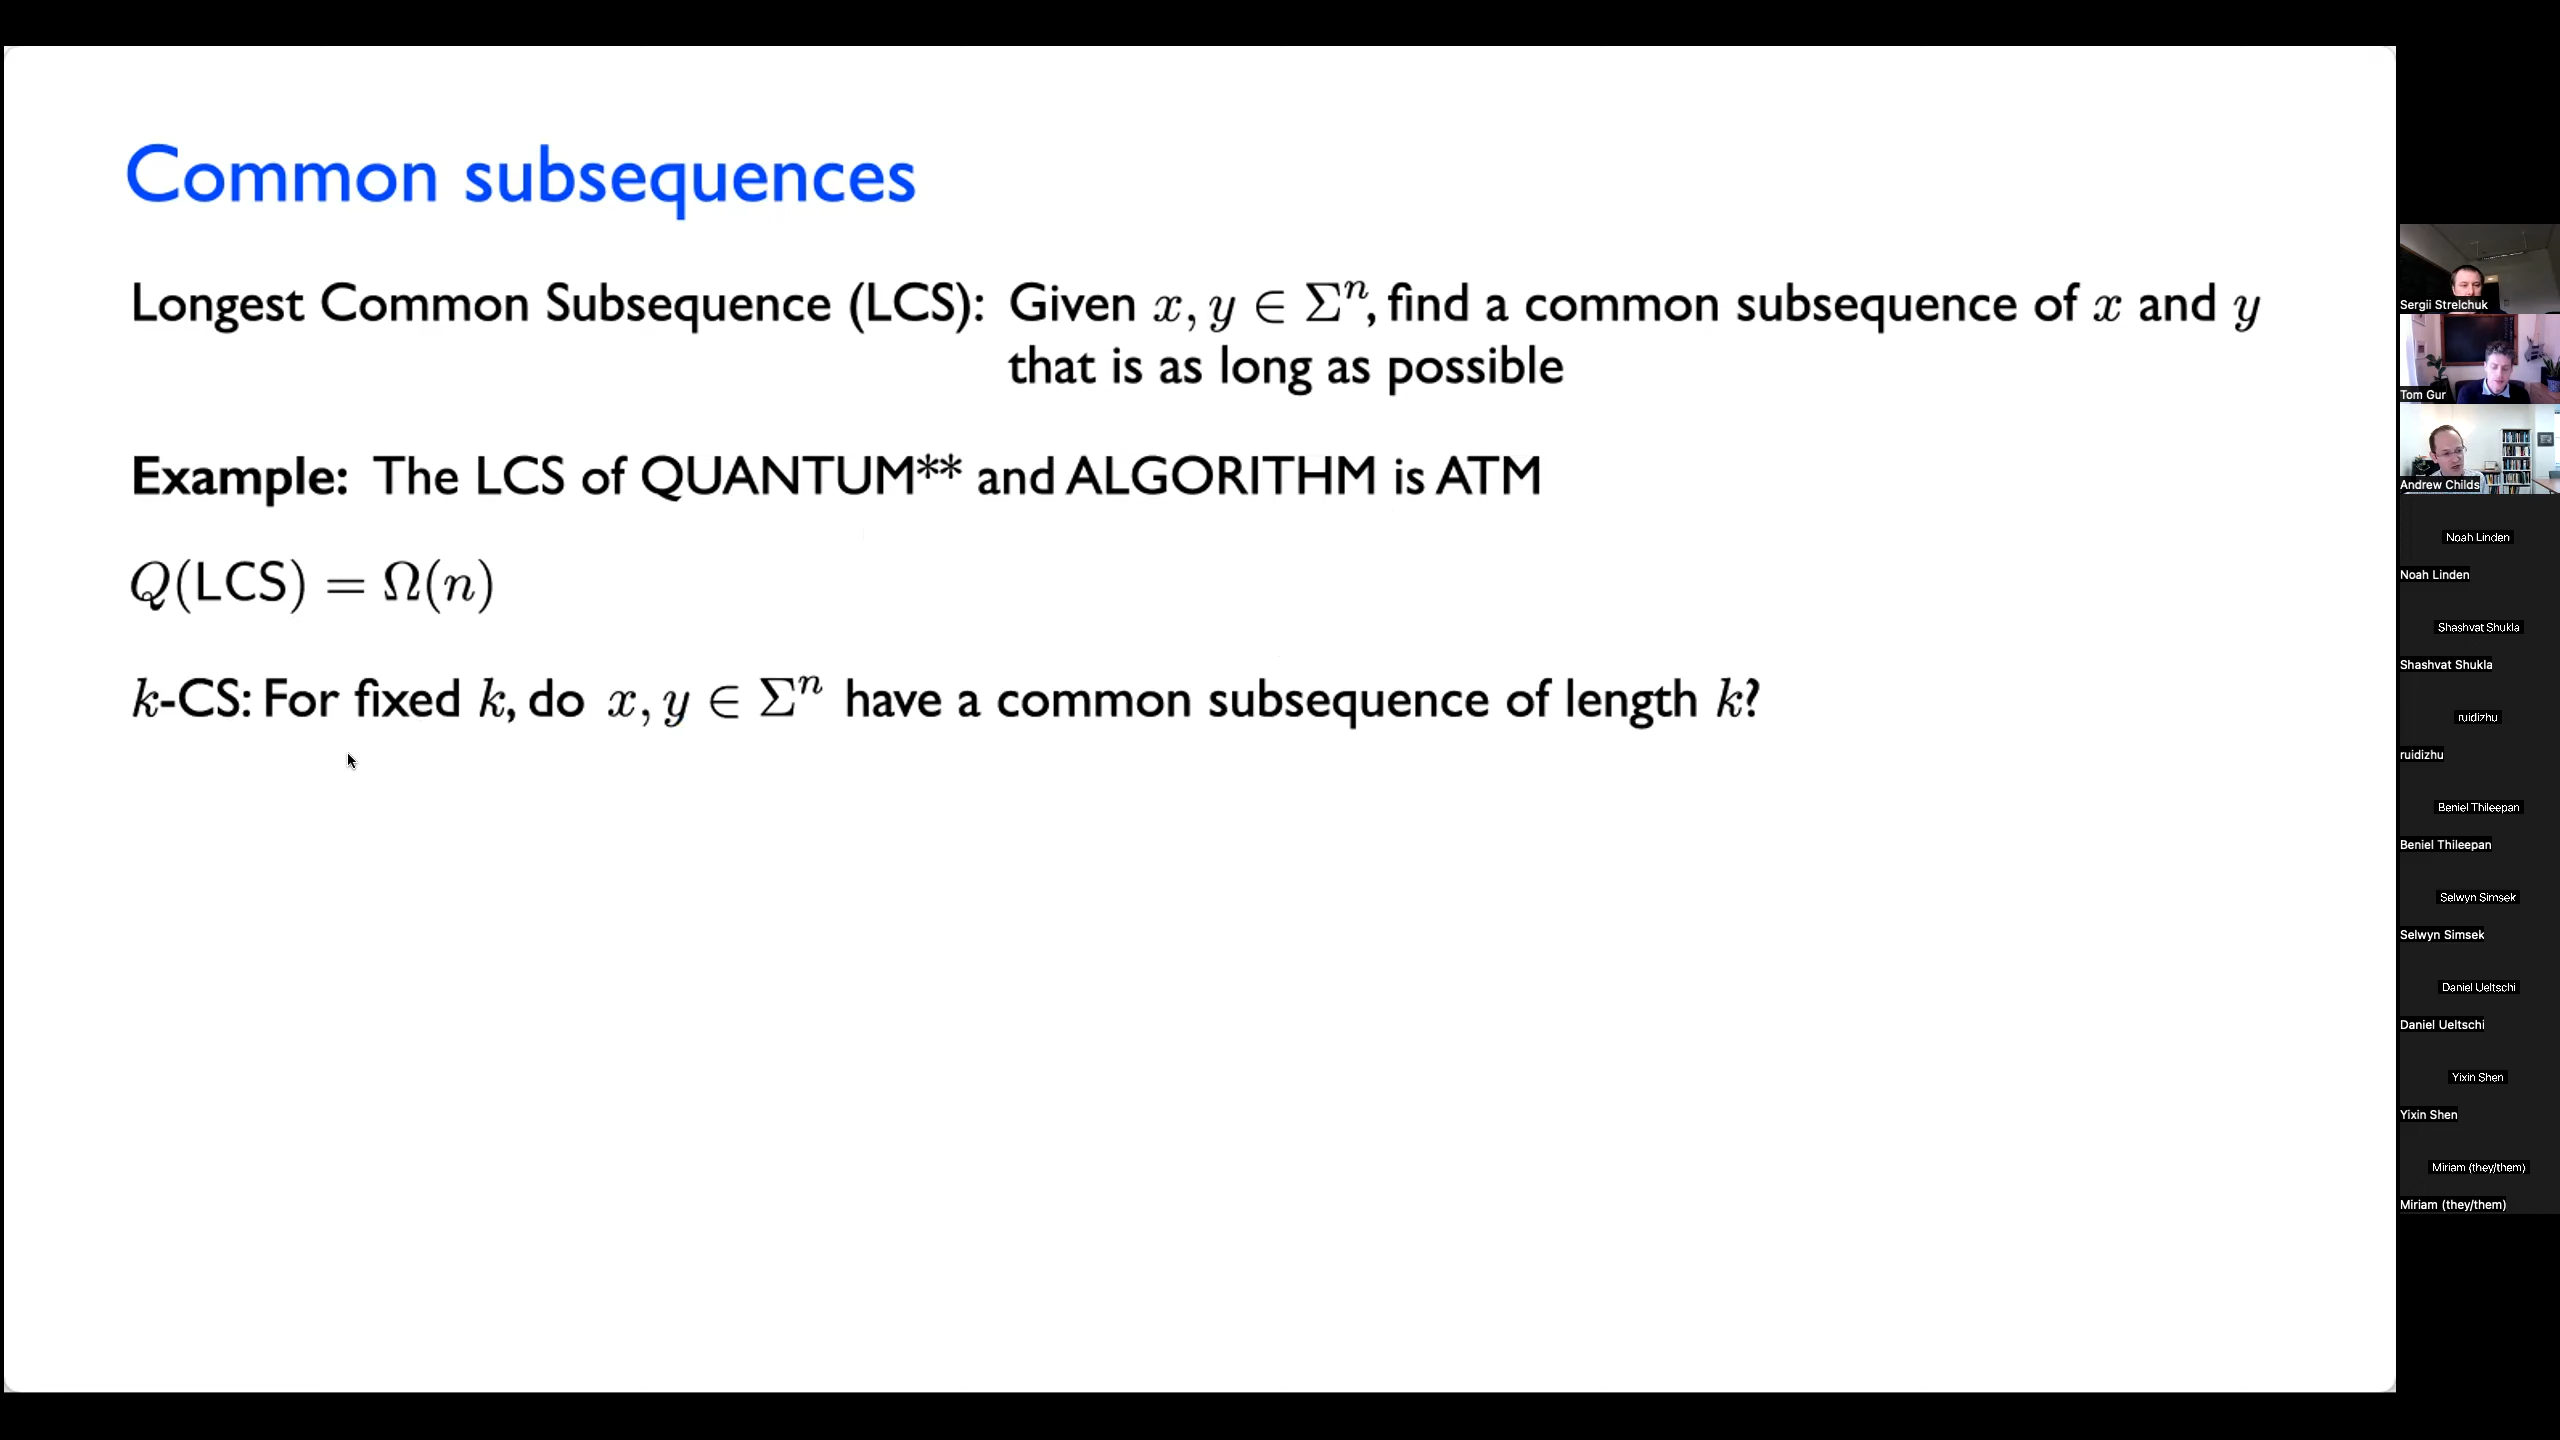 Common subsequences
Longest Common Subsequence (LCS): Given x, y ∈ Σⁿ, find a common subsequence of x and y
that is as long as possible
Example: The LCS of QUANTUM** and ALGORITHM is ATM
Q(LCS) = Ω(n)
k-CS: For fixed k, do x, y ∈ Σⁿ have a common subsequence of length k?
Sergii Strelchuk
Tom Gur
Andrew Childs
Noah Linden
Noah Linden
Shashvat Shukla
Shashvat Shukla
ruidizhu
ruidizhu
Beniel Thileepan
Beniel Thileepan
Selwyn Simsek
Selwyn Simsek
Daniel Ueltschi
Daniel Ueltschi
Yixin Shen
Yixin Shen
Miriam (they/them)
Miriam (they/them)